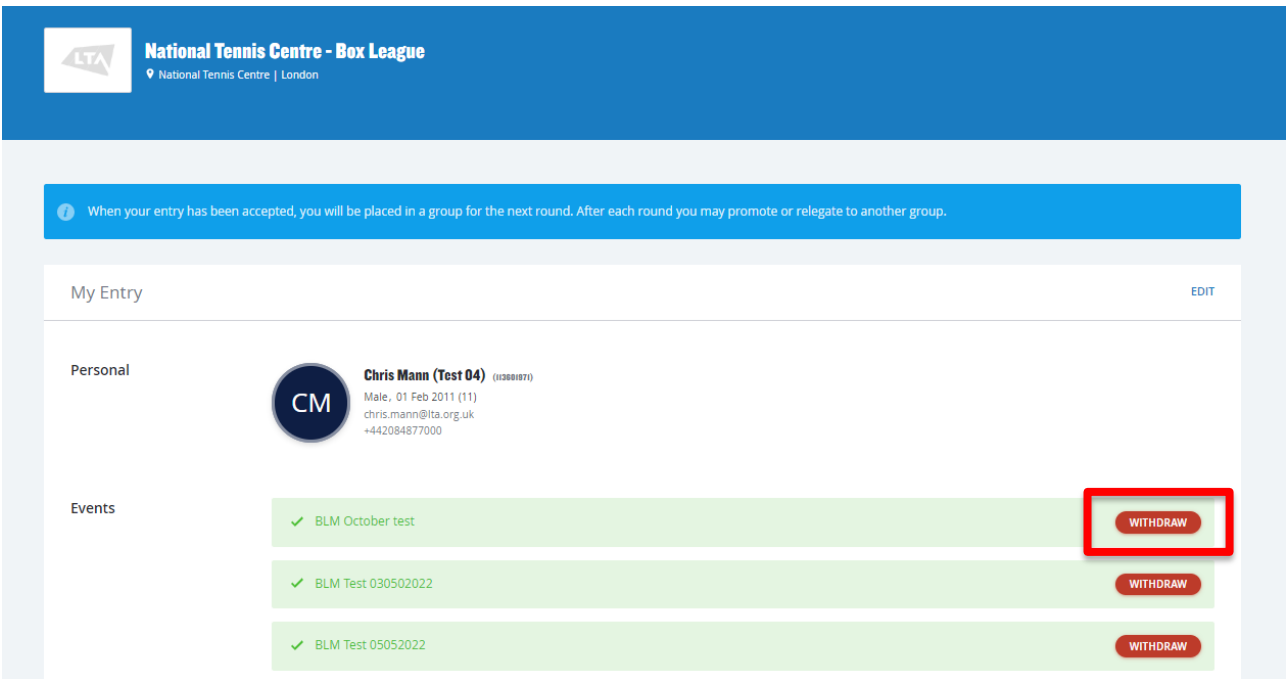 LTA
National Tennis Centre - Box League
National Tennis Centre | London
i When your entry has been accepted, you will be placed in a group for the next round. After each round you may promote or relegate to another group.
My Entry
EDIT
Personal
CM
Chris Mann (Test 04) (113601971)
Male, 01 Feb 2011 (11)
chris.mann@lta.org.uk
+442084877000
Events
BLM October test
WITHDRAW
BLM Test 030502022
WITHDRAW
BLM Test 05052022
WITHDRAW